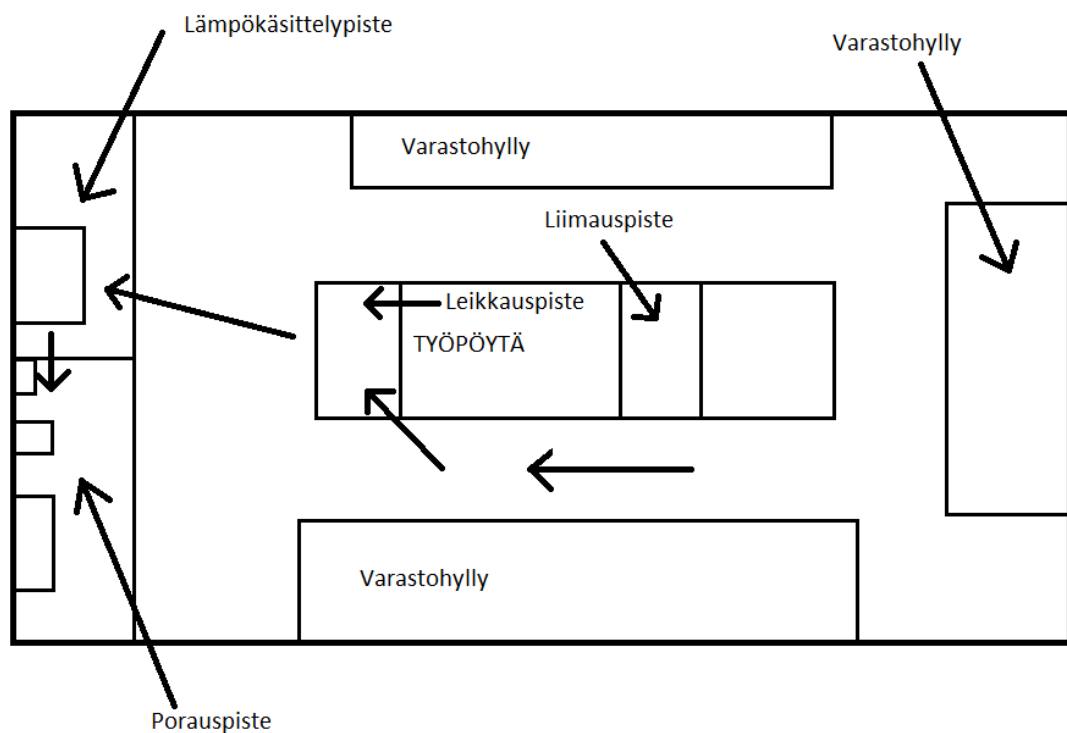 Lämpökäsittelypiste
Varastohylly
Varastohylly
Liimauspiste
Leikkauspiste
TYÖPÖYTÄ
Varastohylly
Porauspiste